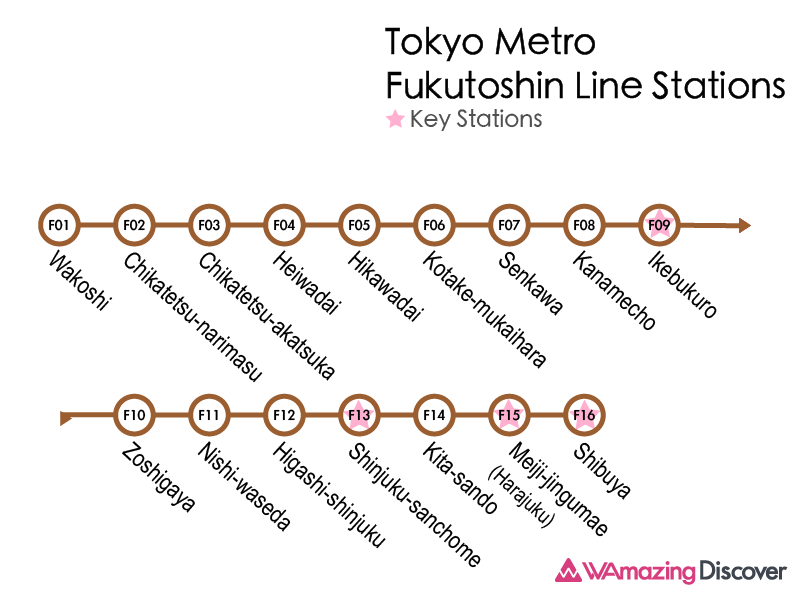 Tokyo Metro
Fukutoshin Line Stations
Key Stations
F01
F02
F03
F04
F05
F06
F07
F08
F09
Wakoshi
Chikatetsu-narimasu
Chikatetsu-akatsuka
Heiwadai
Hikawadai
Kotake-mukaihara
Senkawa
Kanamecho
Ikebukuro
F10
F11
F12
F13
F14
F15
F16
Zoshigaya
Nishi-waseda
Higashi-shinjuku
Shinjuku-sanchome
Kita-sando
Meiji-jingumae
(Harajuku)
Shibuya
WAmazing Discover